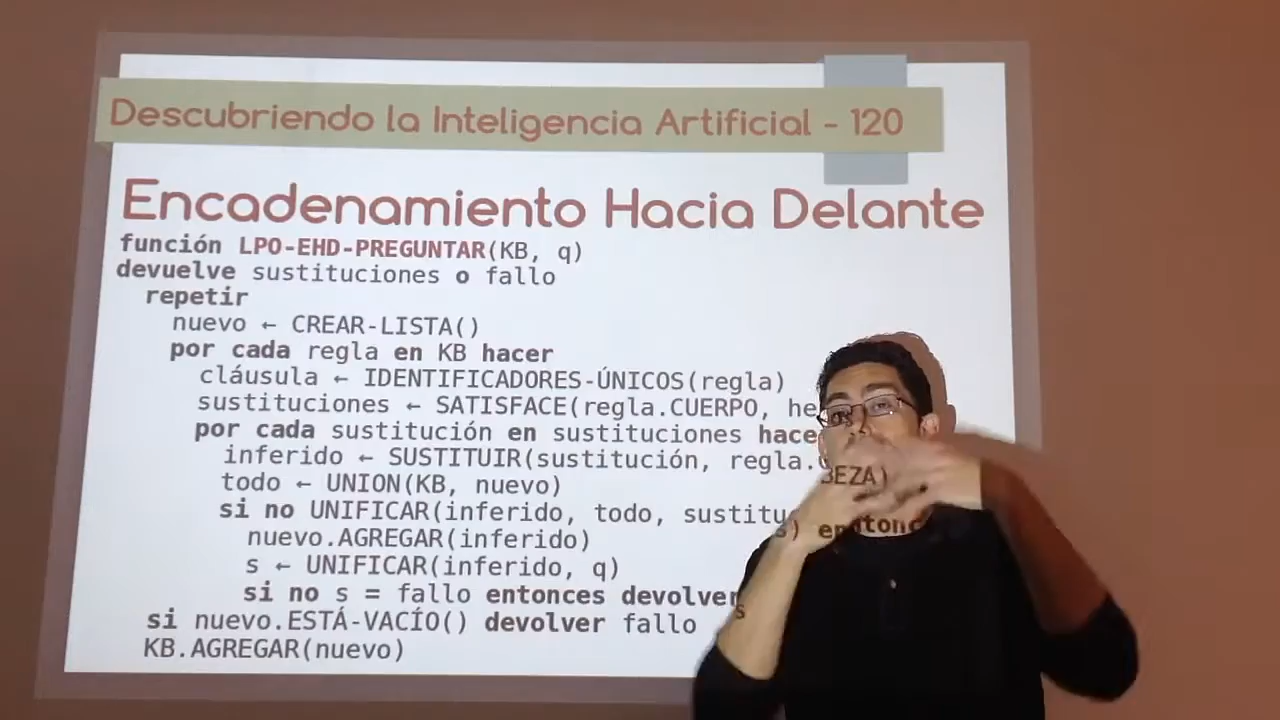 Descubriendo la Inteligencia Artificial - 120
Encadenamiento Hacia Delante
función LPO-EHD-PREGUNTAR(KB, q)
devuelve sustituciones o fallo
repetir
nuevo ← CREAR-LISTA()
por cada regla en KB hacer
cláusula ← IDENTIFICADORES-ÚNICOS(regla)
sustituciones ← SATISFACE(regla.CUERPO, he
por cada sustitución en sustituciones hace
inferido ← SUSTITUIR(sustitución, regla. BEZA)
todo ← UNION(KB, nuevo)
si no UNIFICAR(inferido, todo, sustitu s) entonc
nuevo.AGREGAR(inferido)
s ← UNIFICAR(inferido, q)
si no s = fallo entonces devolver s
si nuevo.ESTÁ-VACÍO() devolver fallo
KB.AGREGAR(nuevo)